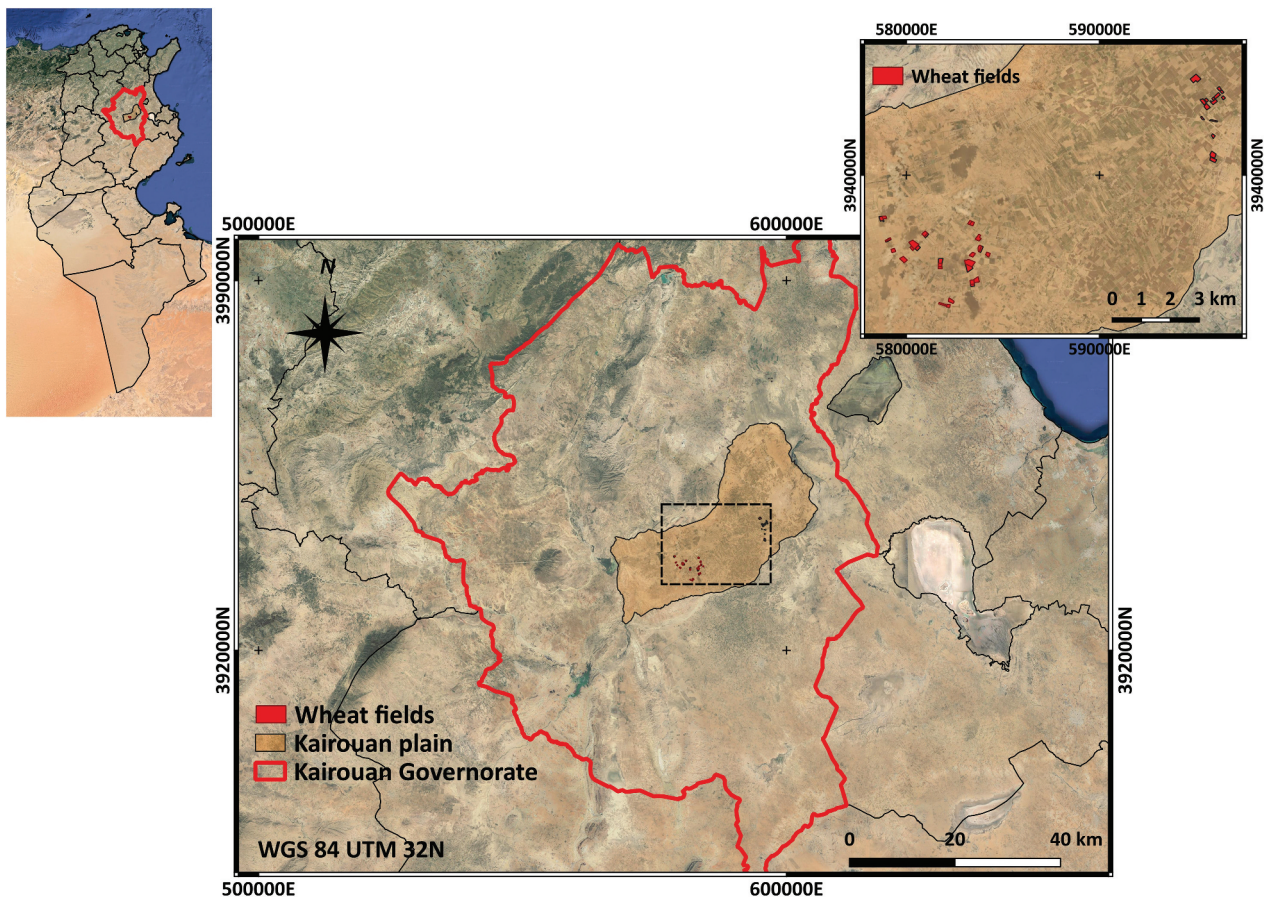 580000E 590000E
Wheat fields
3940000N 3940000N
0 1 2 3 km
580000E 590000E
500000E 600000E
3990000N
N
3920000N 3920000N
Wheat fields
Kairouan plain
Kairouan Governorate
WGS 84 UTM 32N
0 20 40 km
500000E 600000E